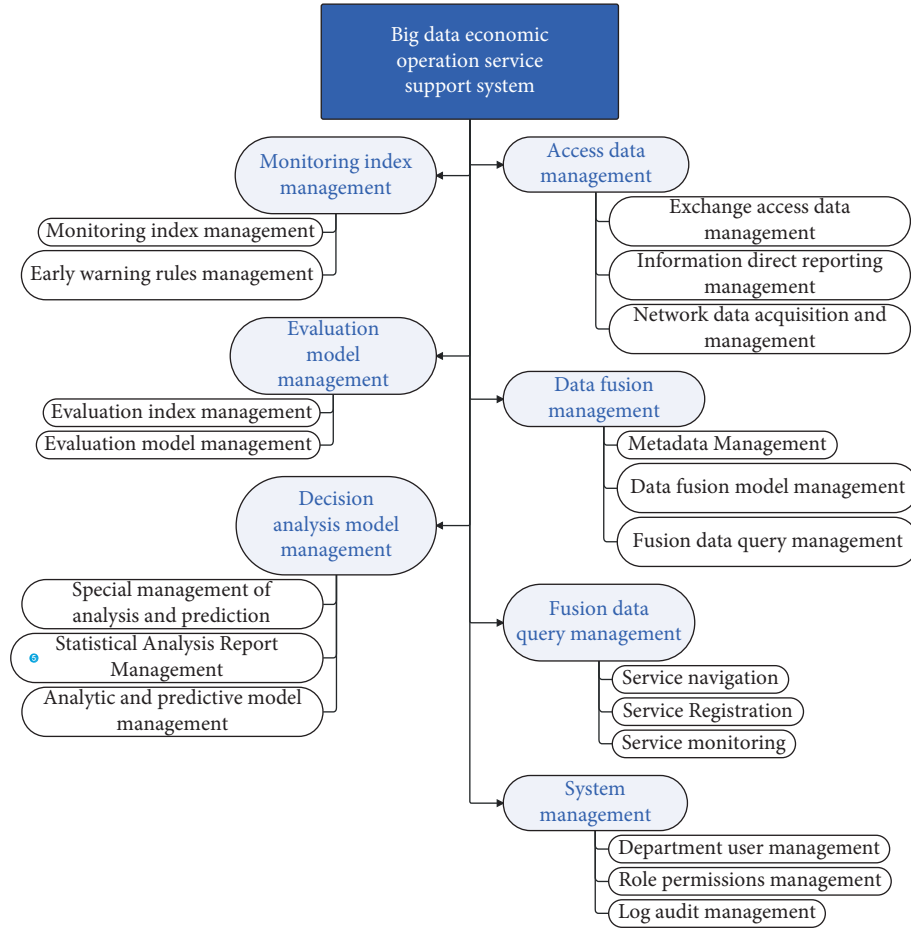 Big data economic
operation service
support system
Monitoring index
management
Monitoring index management
Early warning rules management
Evaluation
model
management
Evaluation index management
Evaluation model management
Decision
analysis model
management
Special management of
analysis and prediction
6
Statistical Analysis Report
Management
Analytic and predictive model
management
Access data
management
Exchange access data
management
Information direct reporting
management
Network data acquisition and
management
Data fusion
management
Metadata Management
Data fusion model management
Fusion data query management
Fusion data
query management
Service navigation
Service Registration
Service monitoring
System
management
Department user management
Role permissions management
Log audit management